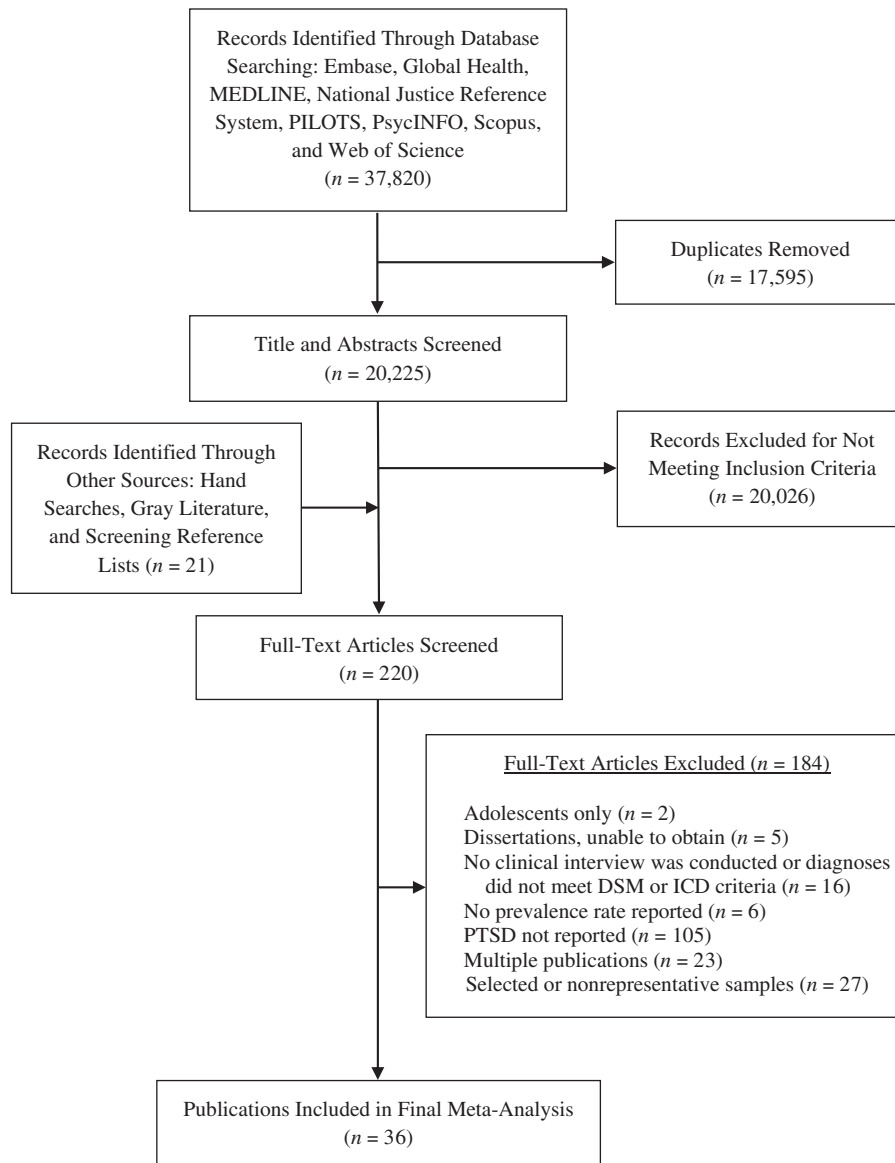 Records Identified Through Database
Searching: Embase, Global Health,
MEDLINE, National Justice Reference
System, PILOTS, PsycINFO, Scopus,
and Web of Science
(n = 37,820)
Duplicates Removed
(n = 17,595)
Title and Abstracts Screened
(n = 20,225)
Records Identified Through
Other Sources: Hand
Searches, Gray Literature,
and Screening Reference
Lists (n = 21)
Records Excluded for Not
Meeting Inclusion Criteria
(n = 20,026)
Full-Text Articles Screened
(n = 220)
Full-Text Articles Excluded (n = 184)
Adolescents only (n = 2)
Dissertations, unable to obtain (n = 5)
No clinical interview was conducted or diagnoses
did not meet DSM or ICD criteria (n = 16)
No prevalence rate reported (n = 6)
PTSD not reported (n = 105)
Multiple publications (n = 23)
Selected or nonrepresentative samples (n = 27)
Publications Included in Final Meta-Analysis
(n = 36)